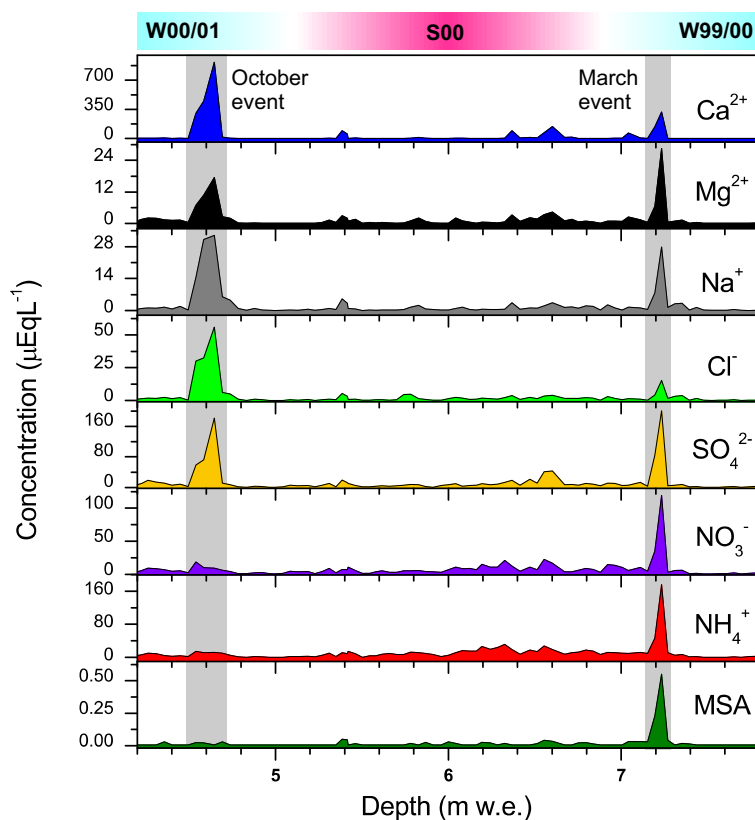 W00/01 S00 W99/00
October event
March event
700
350
0
Ca²⁺
24
12
0
Mg²⁺
28
14
0
Na⁺
50
25
0
Cl⁻
160
80
0
SO₄²⁻
100
50
0
NO₃⁻
160
80
0
NH₄⁺
0.50
0.25
0.00
MSA
5 6 7
Concentration (µEqL⁻¹)
Depth (m w.e.)